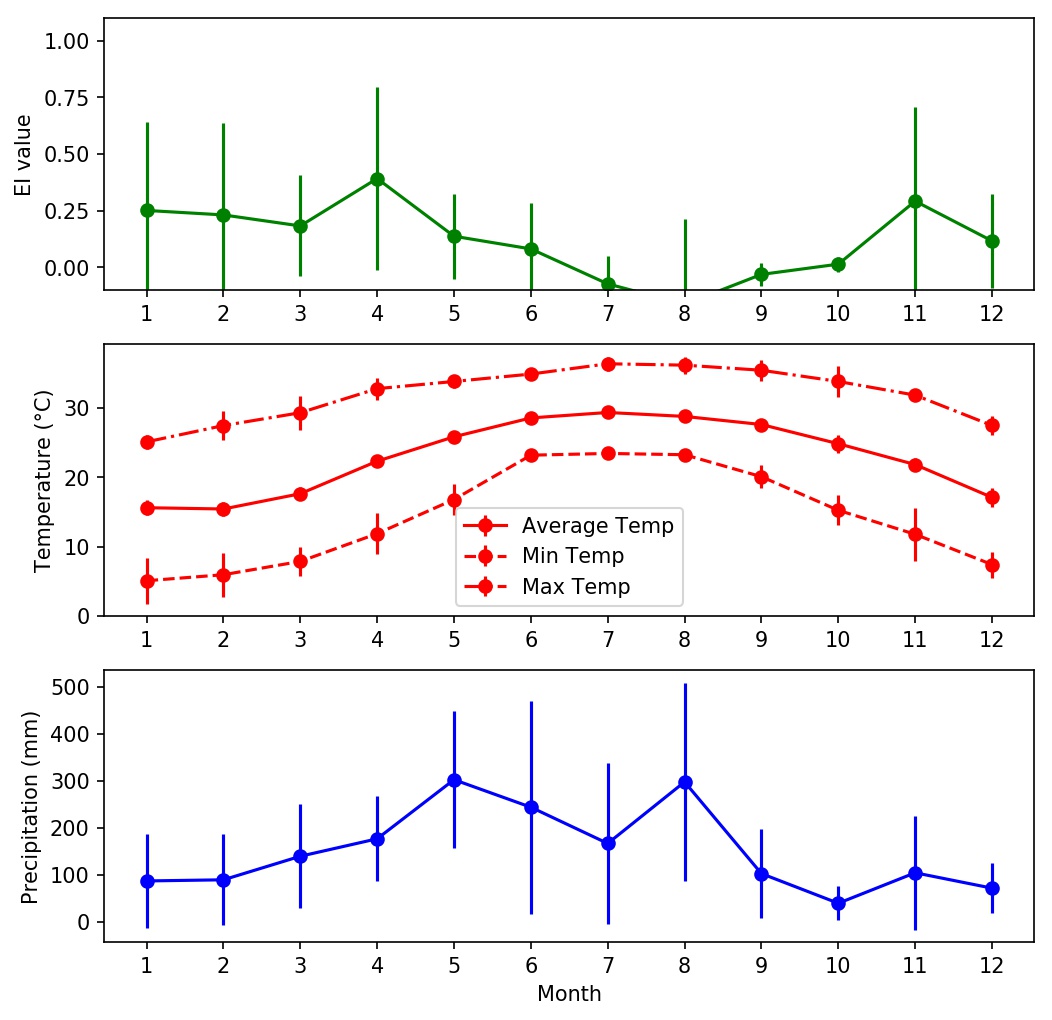 EI value
1.00
0.75
0.50
0.25
0.00
1 2 3 4 5 6 7 8 9 10 11 12
Temperature (°C)
30
20
10
0
Average Temp
Min Temp
Max Temp
1 2 3 4 5 6 7 8 9 10 11 12
Precipitation (mm)
500
400
300
200
100
0
1 2 3 4 5 6 7 8 9 10 11 12
Month